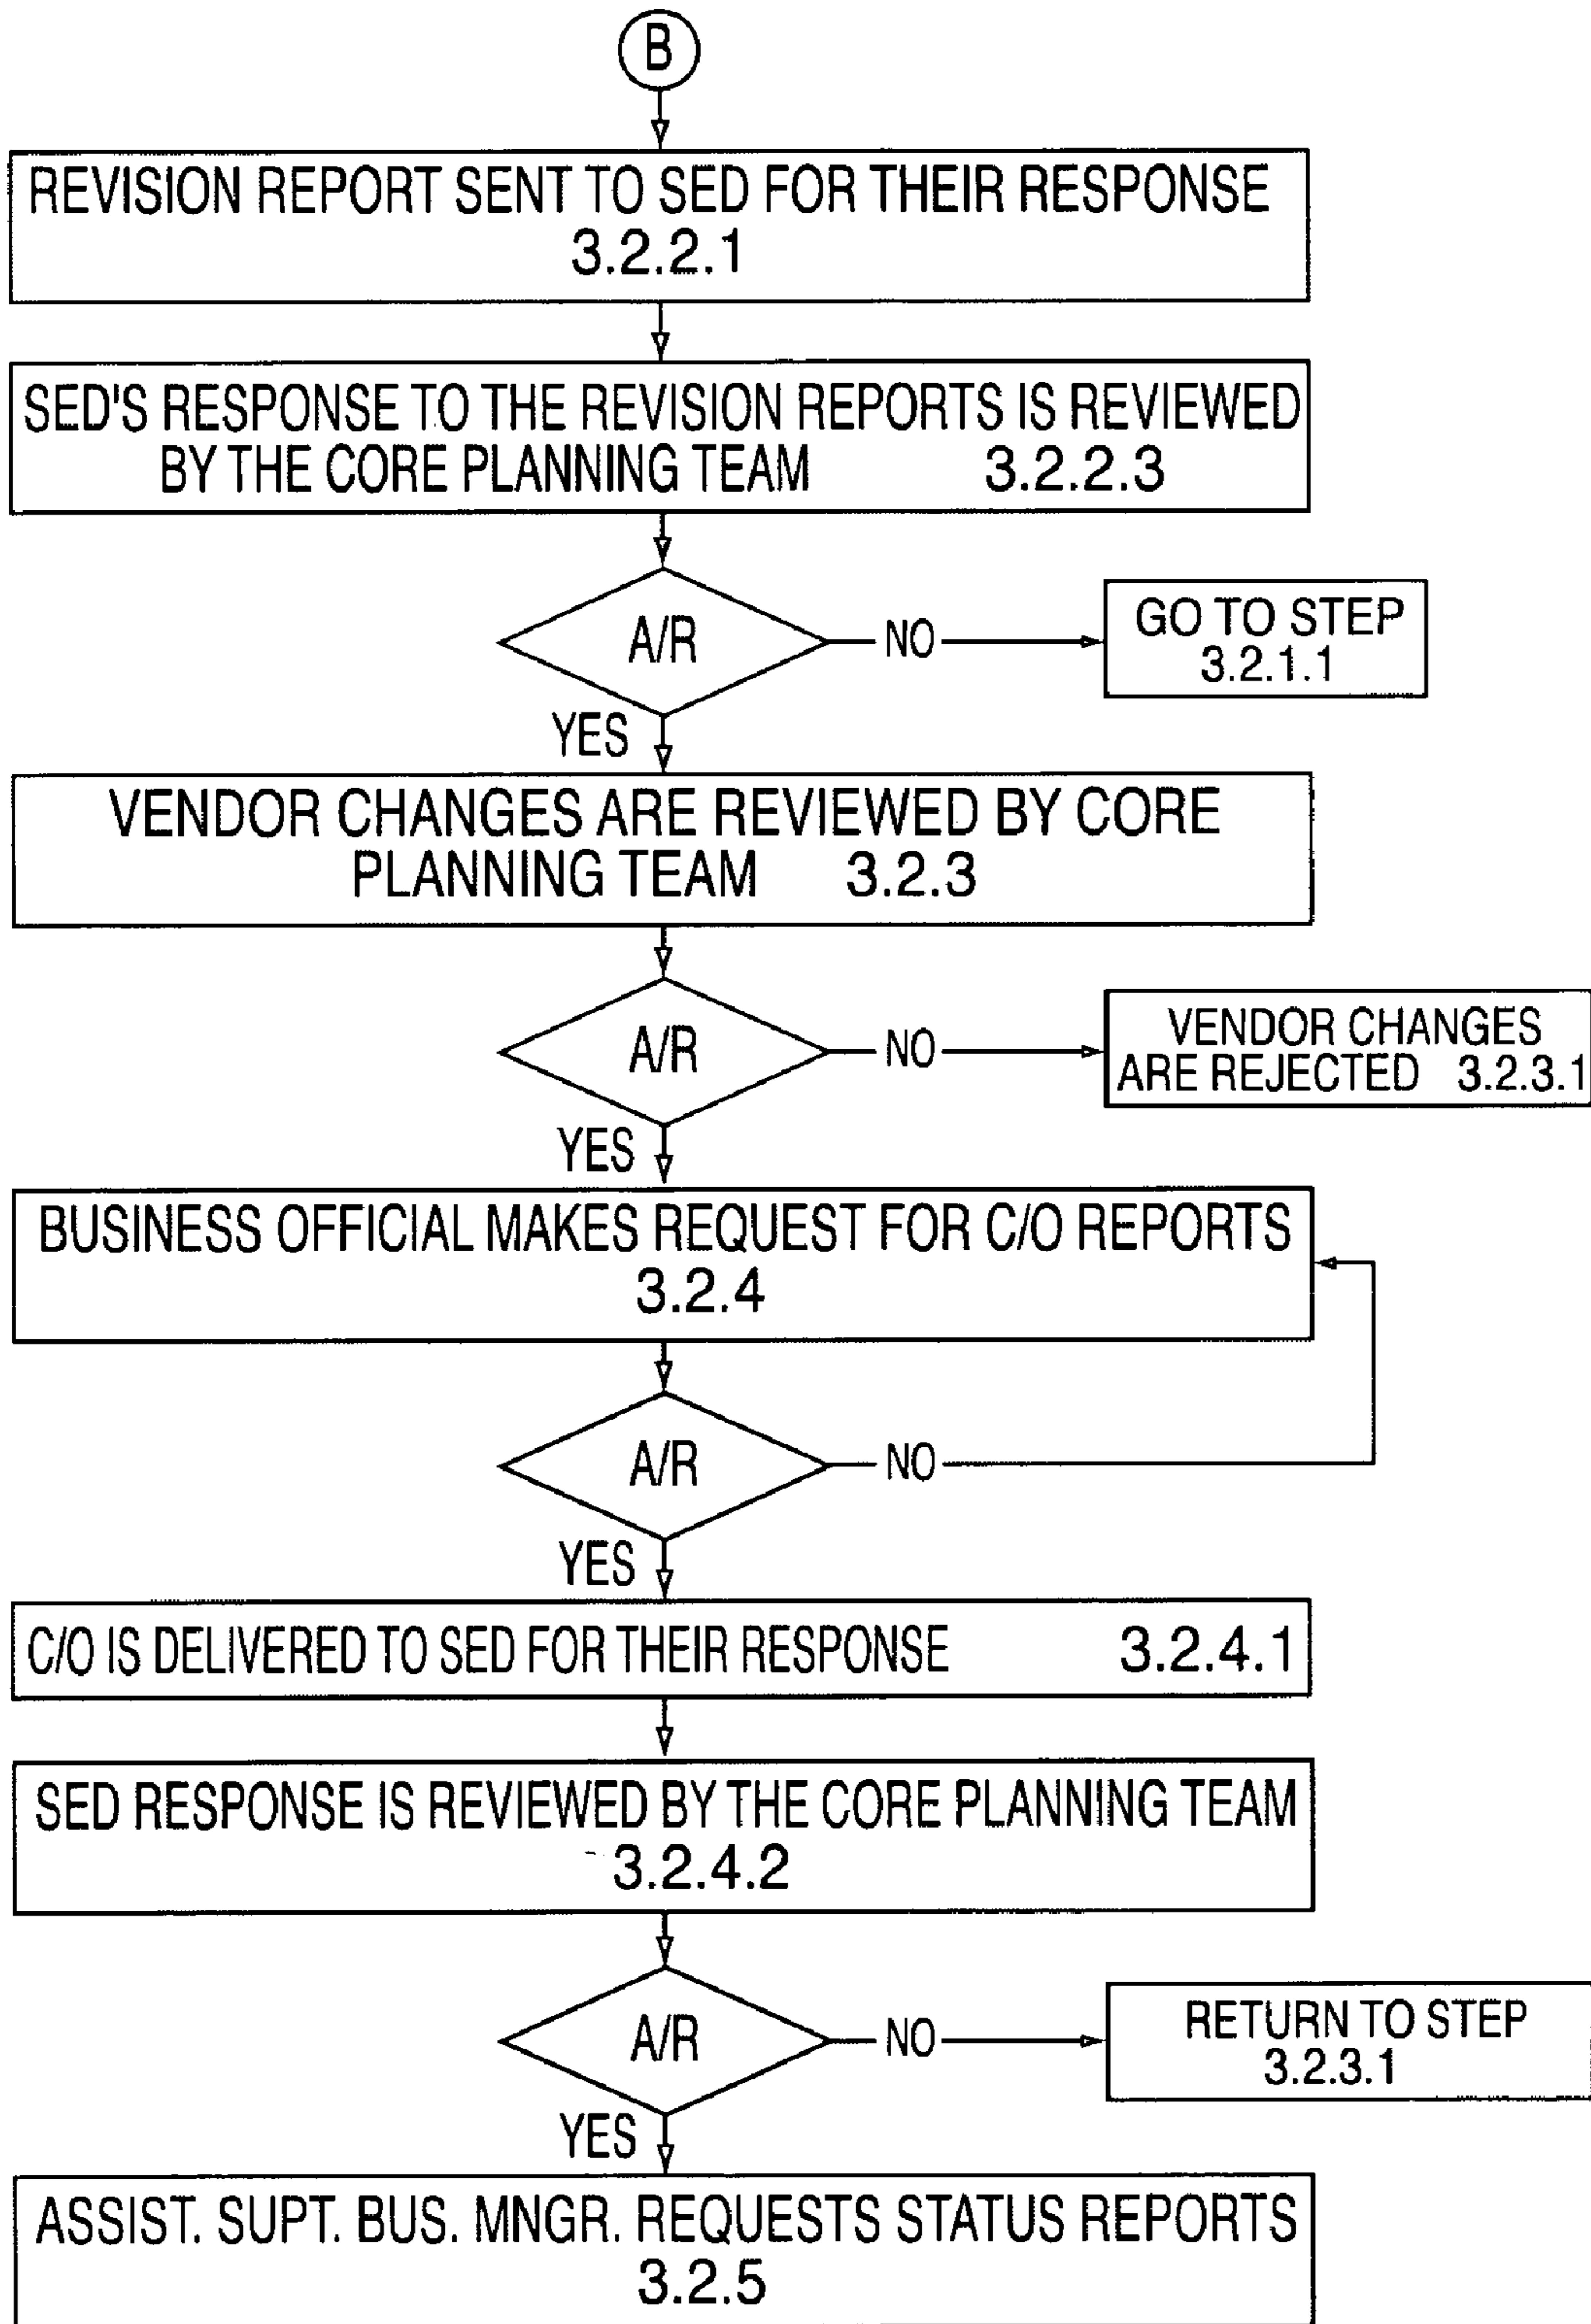 B
REVISION REPORT SENT TO SED FOR THEIR RESPONSE
3.2.2.1
SED'S RESPONSE TO THE REVISION REPORTS IS REVIEWED
BY THE CORE PLANNING TEAM 3.2.2.3
A/R
NO
GO TO STEP
3.2.1.1
YES
VENDOR CHANGES ARE REVIEWED BY CORE
PLANNING TEAM 3.2.3
A/R
NO
VENDOR CHANGES
ARE REJECTED 3.2.3.1
YES
BUSINESS OFFICIAL MAKES REQUEST FOR C/O REPORTS
3.2.4
A/R
NO
YES
C/O IS DELIVERED TO SED FOR THEIR RESPONSE 3.2.4.1
SED RESPONSE IS REVIEWED BY THE CORE PLANNING TEAM
3.2.4.2
A/R
NO
RETURN TO STEP
3.2.3.1
YES
ASSIST. SUPT. BUS. MNGR. REQUESTS STATUS REPORTS
3.2.5